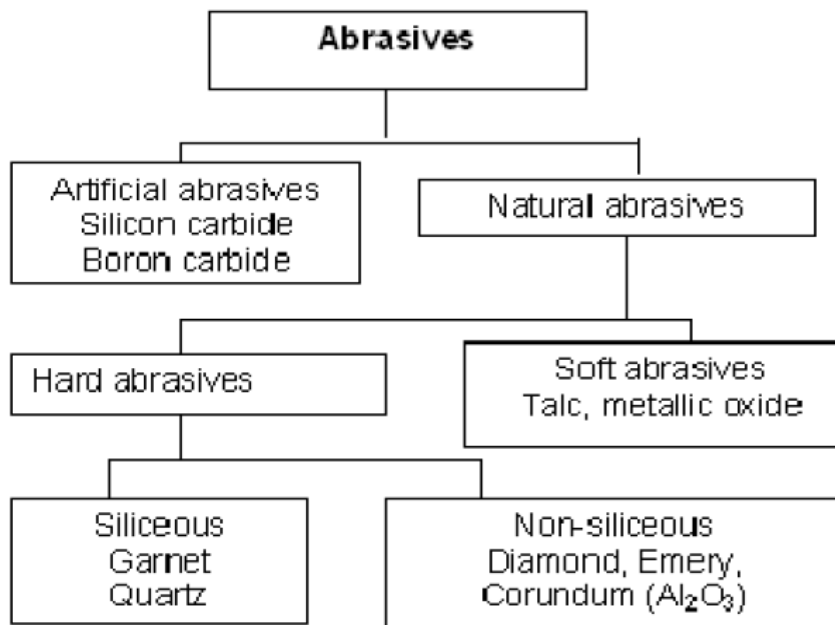 Abrasives
Artificial abrasives
Silicon carbide
Boron carbide
Natural abrasives
Hard abrasives
Soft abrasives
Talc, metallic oxide
Siliceous
Garnet
Quartz
Non-siliceous
Diamond, Emery,
Corundum (Al₂O₃)